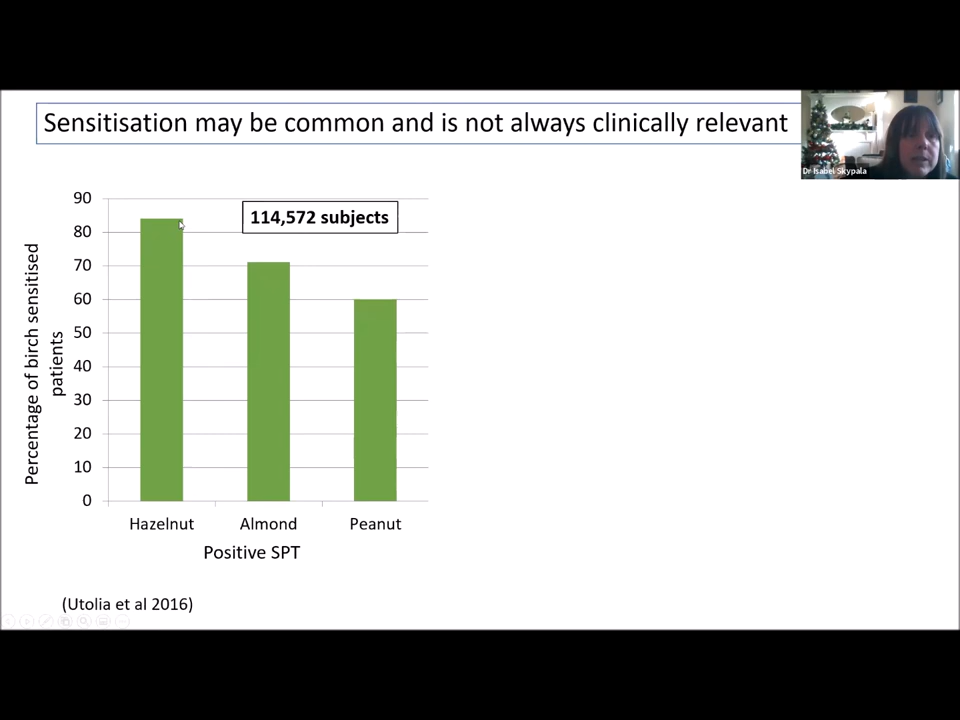 Sensitisation may be common and is not always clinically relevant
Dr Isabel Skypala
114,572 subjects
Percentage of birch sensitised
patients
90
80
70
60
50
40
30
20
10
0
Hazelnut Almond Peanut
Positive SPT
(Utolia et al 2016)